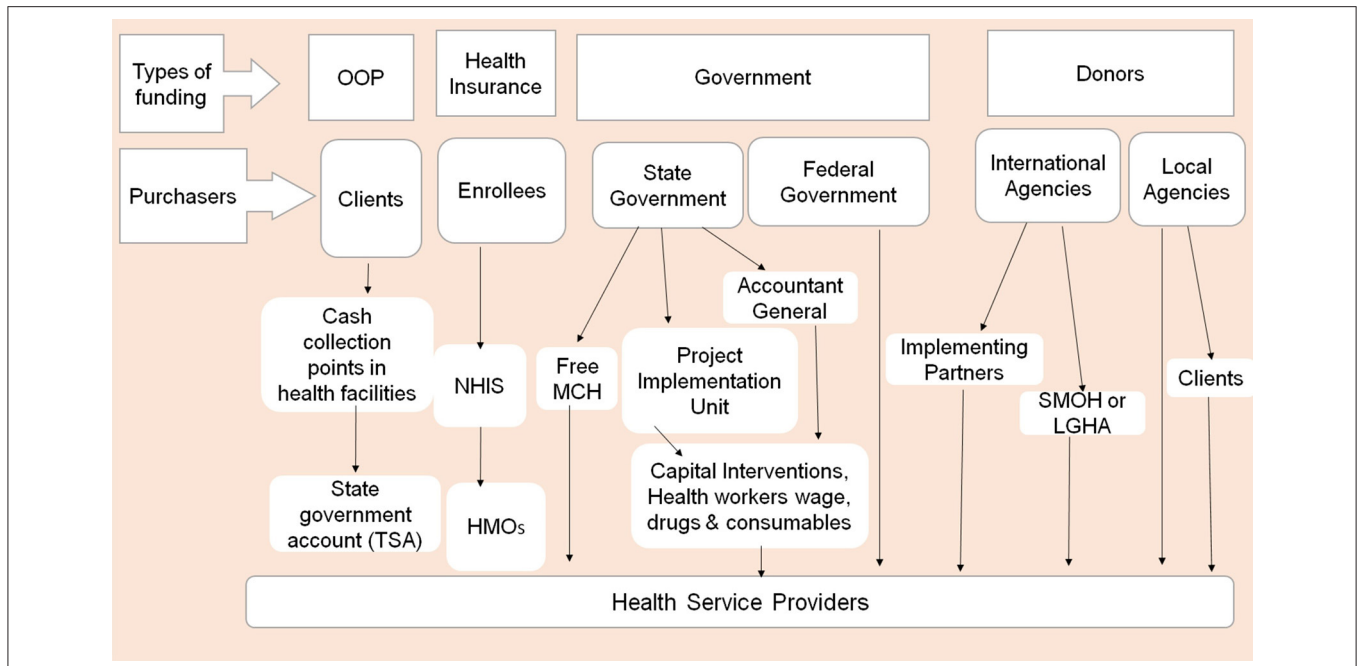 Types of
funding
OOP
Health
Insurance
Government
Donors
Purchasers
Clients
Enrollees
State
Government
Federal
Government
International
Agencies
Local
Agencies
Accountant
General
Cash
collection
points in
health facilities
NHIS
Free
MCH
Project
Implementation
Unit
Implementing
Partners
Clients
SMOH or
LGHA
State
government
account (TSA)
HMOs
Capital Interventions,
Health workers wage,
drugs & consumables
Health Service Providers